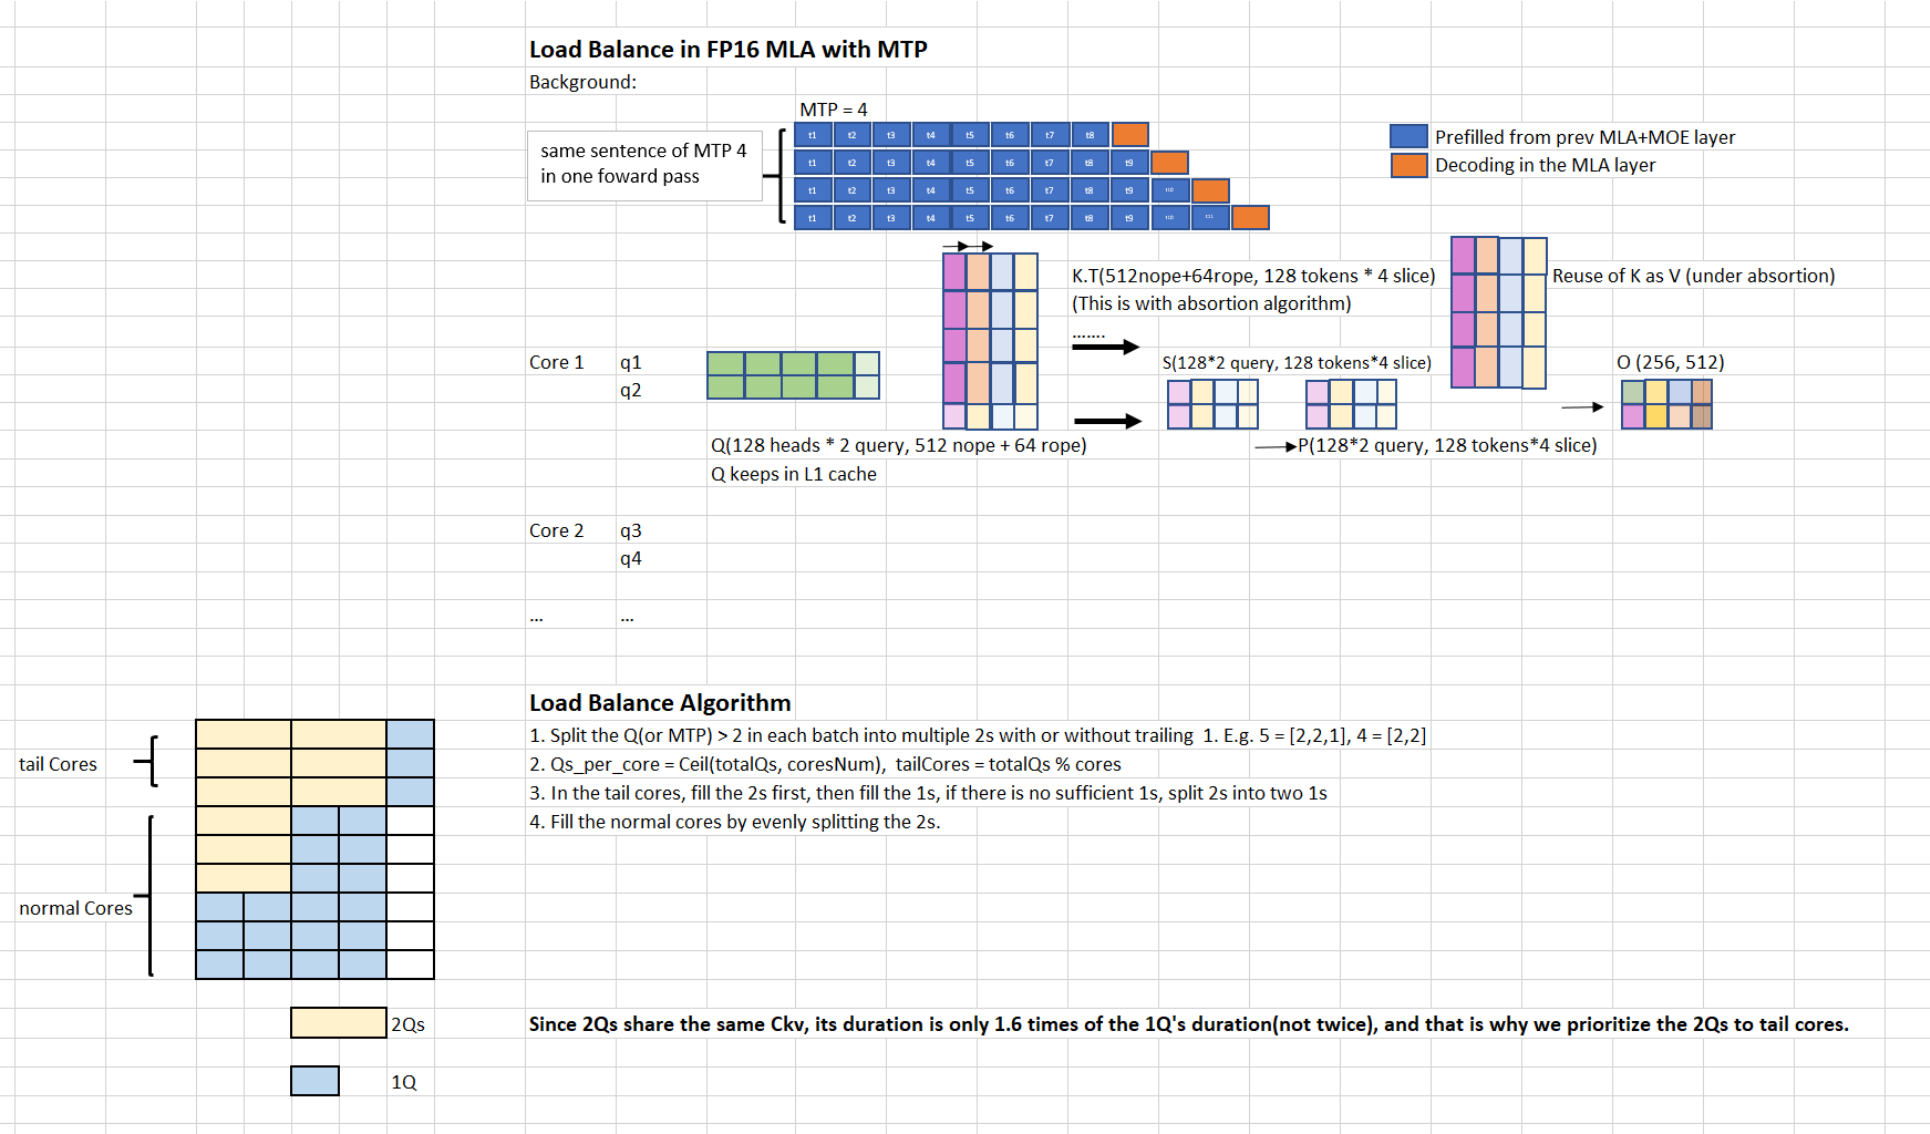 Load Balance in FP16 MLA with MTP
Background:
MTP = 4
same sentence of MTP 4
in one foward pass
t1 t2 t3 t4 t5 t6 t7 t8
t1 t2 t3 t4 t5 t6 t7 t8 t9
t1 t2 t3 t4 t5 t6 t7 t8 t9 t10
t1 t2 t3 t4 t5 t6 t7 t8 t9 t10 t11
Prefilled from prev MLA+MOE layer
Decoding in the MLA layer
K.T(512nope+64rope, 128 tokens * 4 slice)
(This is with absortion algorithm)
.......
Reuse of K as V (under absortion)
Core 1 q1
q2
S(128*2 query, 128 tokens*4 slice)
O (256, 512)
Q(128 heads * 2 query, 512 nope + 64 rope)
P(128*2 query, 128 tokens*4 slice)
Q keeps in L1 cache
Core 2 q3
q4
... ...
Load Balance Algorithm
1. Split the Q(or MTP) > 2 in each batch into multiple 2s with or without trailing  1. E.g. 5 = [2,2,1], 4 = [2,2]
2. Qs_per_core = Ceil(totalQs, coresNum),  tailCores = totalQs % cores
3. In the tail cores, fill the 2s first, then fill the 1s, if there is no sufficient 1s, split 2s into two 1s
4. Fill the normal cores by evenly splitting the 2s.
tail Cores
normal Cores
2Qs
Since 2Qs share the same Ckv, its duration is only 1.6 times of the 1Q's duration(not twice), and that is why we prioritize the 2Qs to tail cores.
1Q